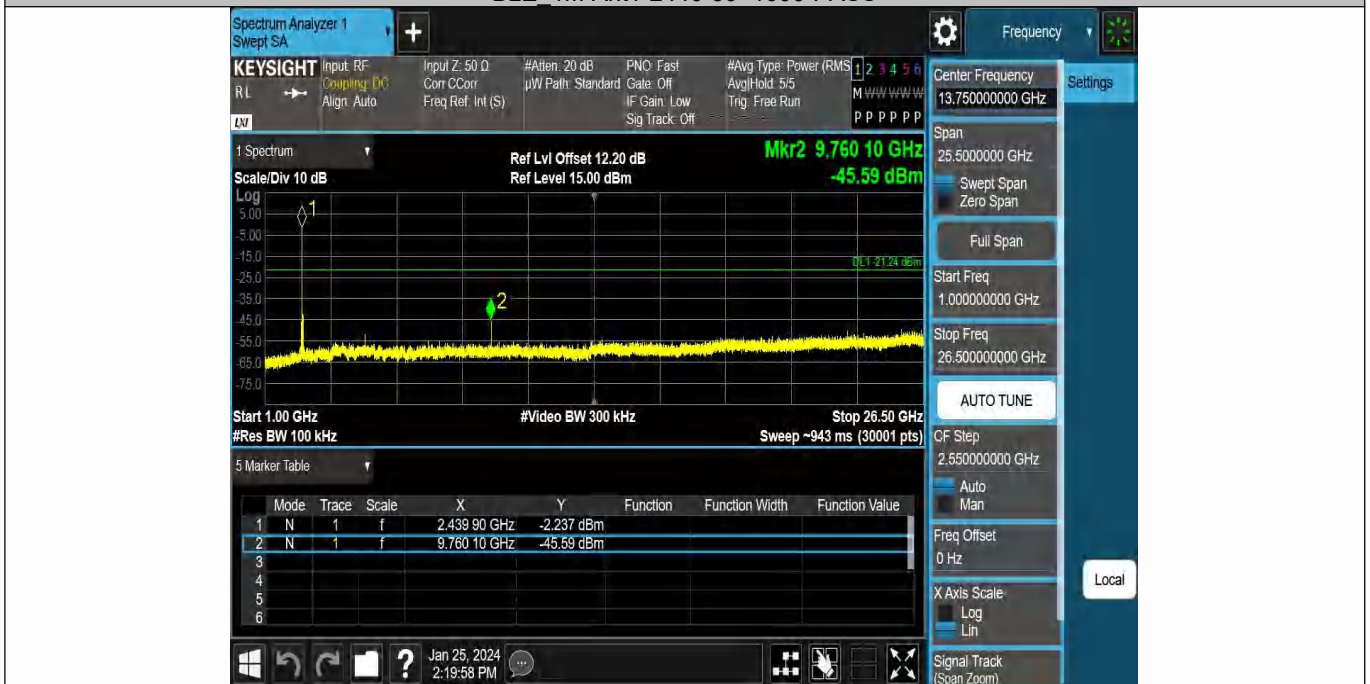 Spectrum Analyzer 1
Swept SA
Frequency
KEYSIGHT
Input: RF
Coupling: DC
Align: Auto
Input Z: 50 Ω
Corr CCorr
Freq Ref: Int (S)
#Atten: 20 dB
µW Path: Standard
PNO: Fast
Gate: Off
IF Gain: Low
Sig Track: Off
#Avg Type: Power (RMS
Avg|Hold: 5/5
Trig: Free Run
1 2 3 4 5 6
M W W W W W
P P P P P P
RL
LXI
Center Frequency
13.750000000 GHz
Settings
Span
25.5000000 GHz
Swept Span
Zero Span
Full Span
Start Freq
1.000000000 GHz
Stop Freq
26.500000000 GHz
AUTO TUNE
CF Step
2.550000000 GHz
Auto
Man
Freq Offset
0 Hz
X Axis Scale
Log
Lin
Signal Track
(Span Zoom)
Local
1 Spectrum
Scale/Div 10 dB
Ref Lvl Offset 12.20 dB
Ref Level 15.00 dBm
Mkr2 9.760 10 GHz
-45.59 dBm
Log
5.00
-5.00
-15.0
-25.0
-35.0
-45.0
-55.0
-65.0
-75.0
1
2
DL1 -21.24 dBm
Start 1.00 GHz
#Video BW 300 kHz
Stop 26.50 GHz
#Res BW 100 kHz
Sweep ~943 ms (30001 pts)
5 Marker Table
Mode Trace Scale X Y Function Function Width Function Value
1 N 1 f 2.439 90 GHz -2.237 dBm
2 N 1 f 9.760 10 GHz -45.59 dBm
3
4
5
6
Jan 25, 2024
2:19:58 PM